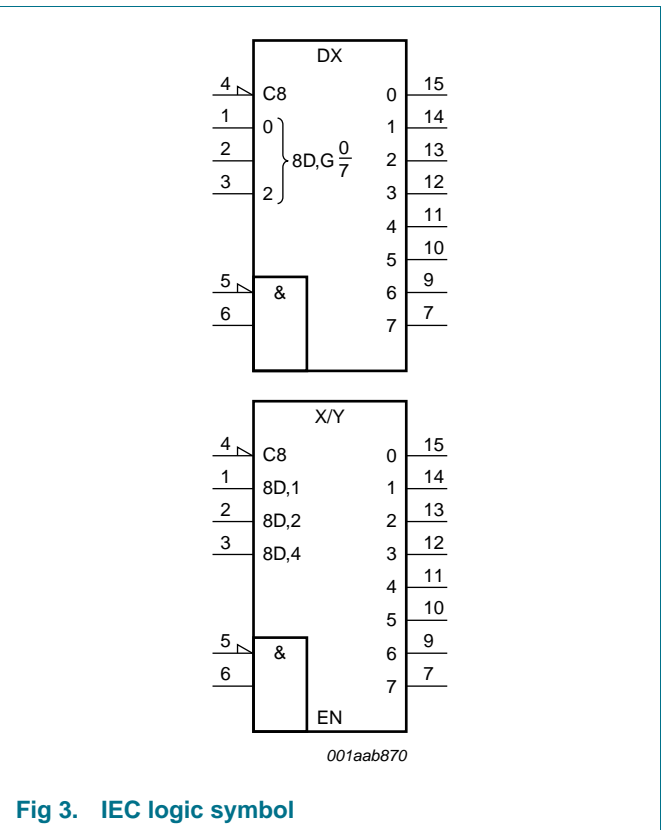 DX
4 C8 0 15
1 0 1 14
2 8D,G 0/7 2 13
3 2 3 12
4 11
5 10
5 & 6 9
6 7 7
X/Y
4 C8 0 15
1 8D,1 1 14
2 8D,2 2 13
3 8D,4 3 12
4 11
5 10
5 & 6 9
6 7 7
EN
001aab870
Fig 3. IEC logic symbol